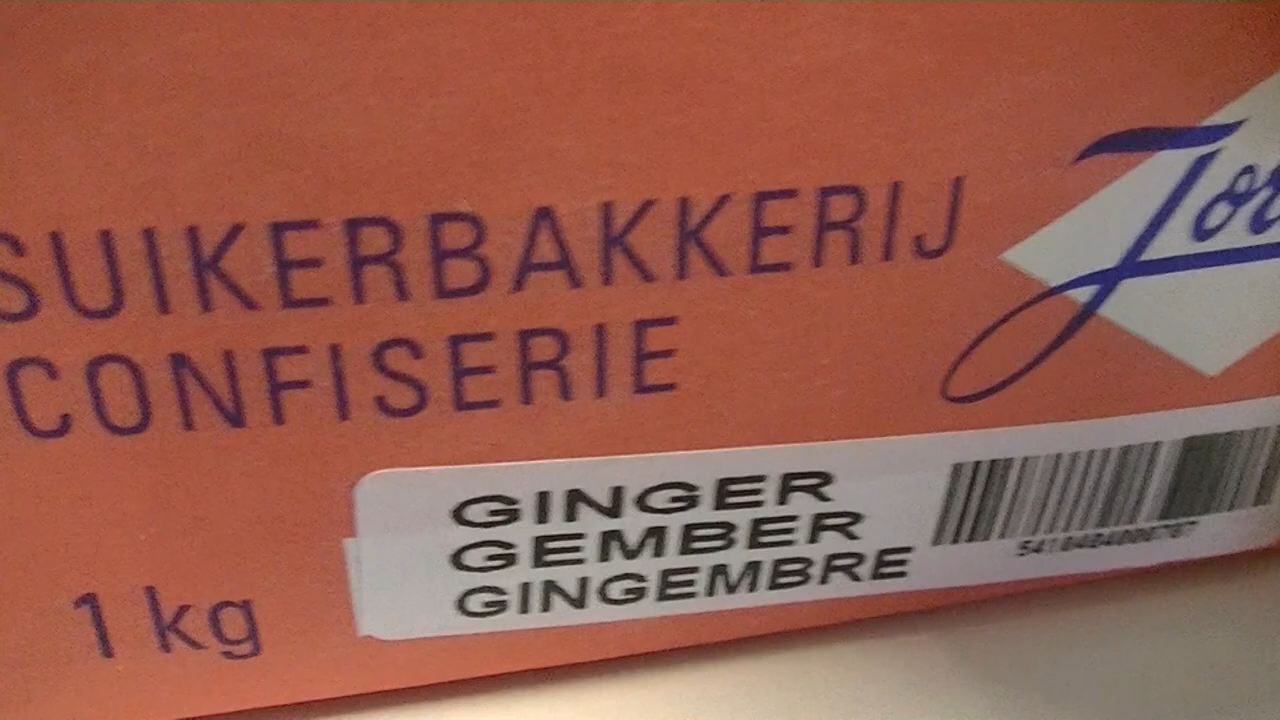 SUIKERBAKKERIJ
CONFISERIE
GINGER
GEMBER
GINGEMBRE
1 kg